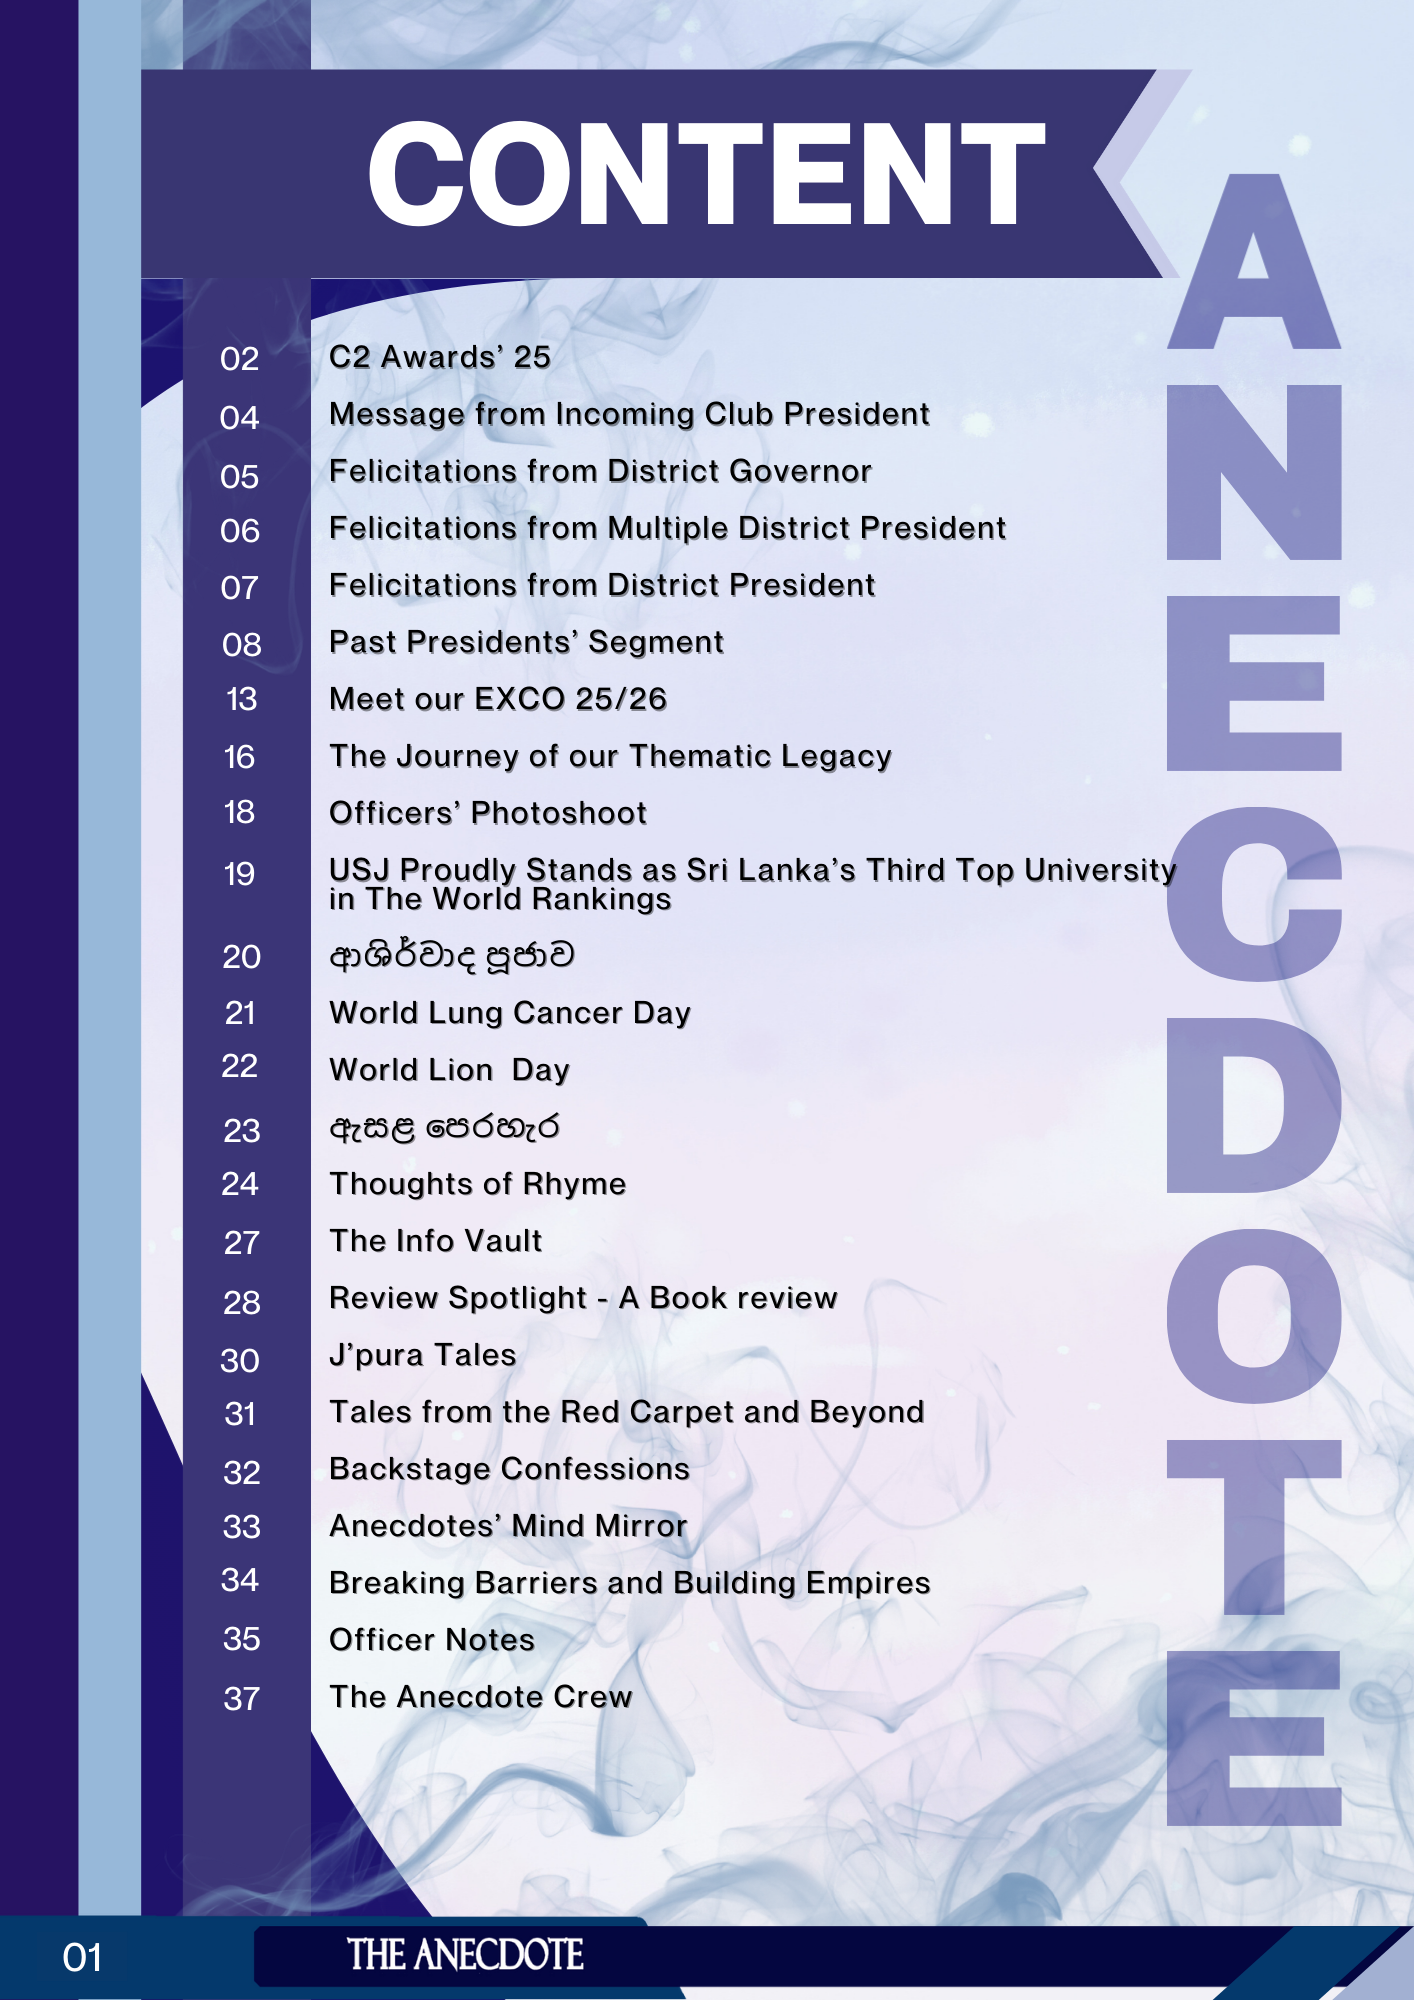 CONTENT
ANECDOTE
02 C2 Awards’ 25
04 Message from Incoming Club President
05 Felicitations from District Governor
06 Felicitations from Multiple District President
07 Felicitations from District President
08 Past Presidents’ Segment
13 Meet our EXCO 25/26
16 The Journey of our Thematic Legacy
18 Officers’ Photoshoot
19 USJ Proudly Stands as Sri Lanka’s Third Top University
in The World Rankings
20 ආශිර්වාද පූජාව
21 World Lung Cancer Day
22 World Lion  Day
23 ඇසළ පෙරහැර
24 Thoughts of Rhyme
27 The Info Vault
28 Review Spotlight - A Book review
30 J’pura Tales
31 Tales from the Red Carpet and Beyond
32 Backstage Confessions
33 Anecdotes’ Mind Mirror
34 Breaking Barriers and Building Empires
35 Officer Notes
37 The Anecdote Crew
01 THE ANECDOTE